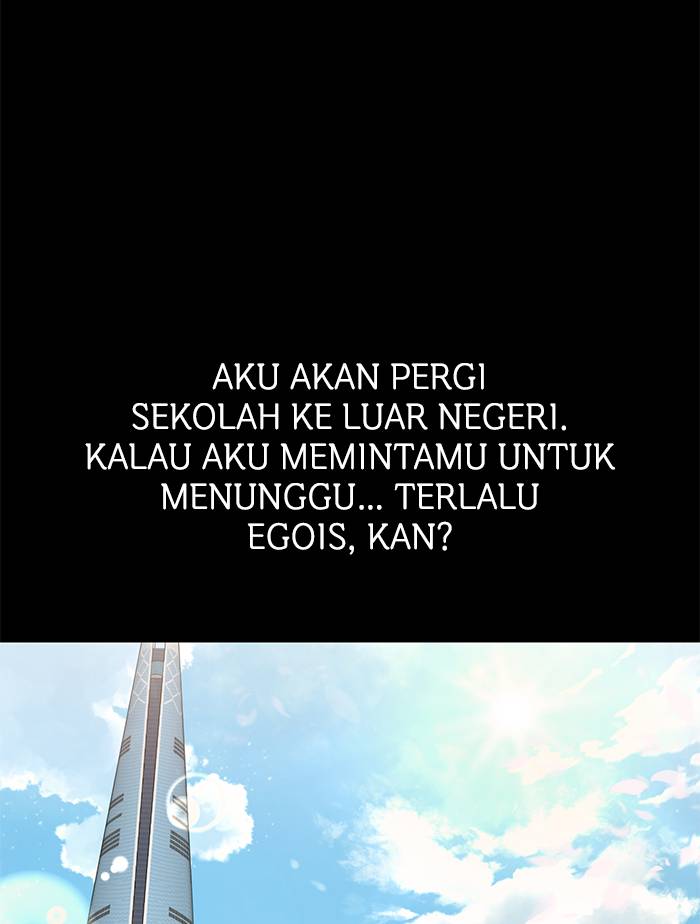 AKU AKAN PERGI
SEKOLAH KE LUAR NEGERI.
KALAU AKU MEMINTAMU UNTUK
MENUNGGU... TERLALU
EGOIS, KAN?